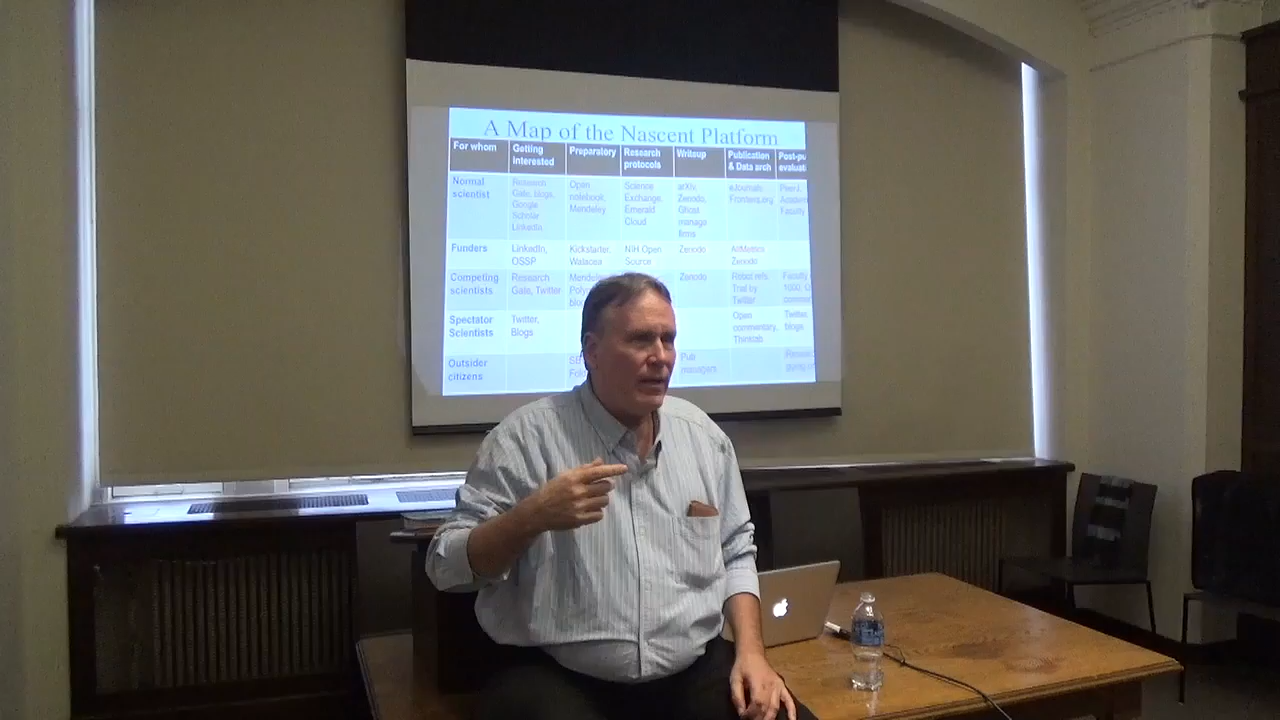 A Map of the Nascent Platform
For whom
Getting
interested
Preparatory
Research
protocols
Writeup
Publication
& Data arch
Post-pu
evaluati
Normal
scientist
Research
Gate, blogs,
Google
Scholar
LinkedIn
Open
notebook,
Mendeley
Science
Exchange,
Emerald
Cloud
arXiv,
Zenodo,
Ghost
manage
firms
eJournals,
Frontiers.org
PeerJ,
Academ
Faculty
Funders
LinkedIn,
OSSP
Kickstarter,
Walacea
NIH Open
Source
Zenodo
AltMetrics
Zenodo
Competing
scientists
Research
Gate, Twitter
Zenodo
Robot refs,
Trial by
Twitter
Faculty
1000,
Spectator
Scientists
Twitter,
Blogs
Open
commentary,
Thinklab
Twitter,
blogs
Outsider
citizens
Pub
managers